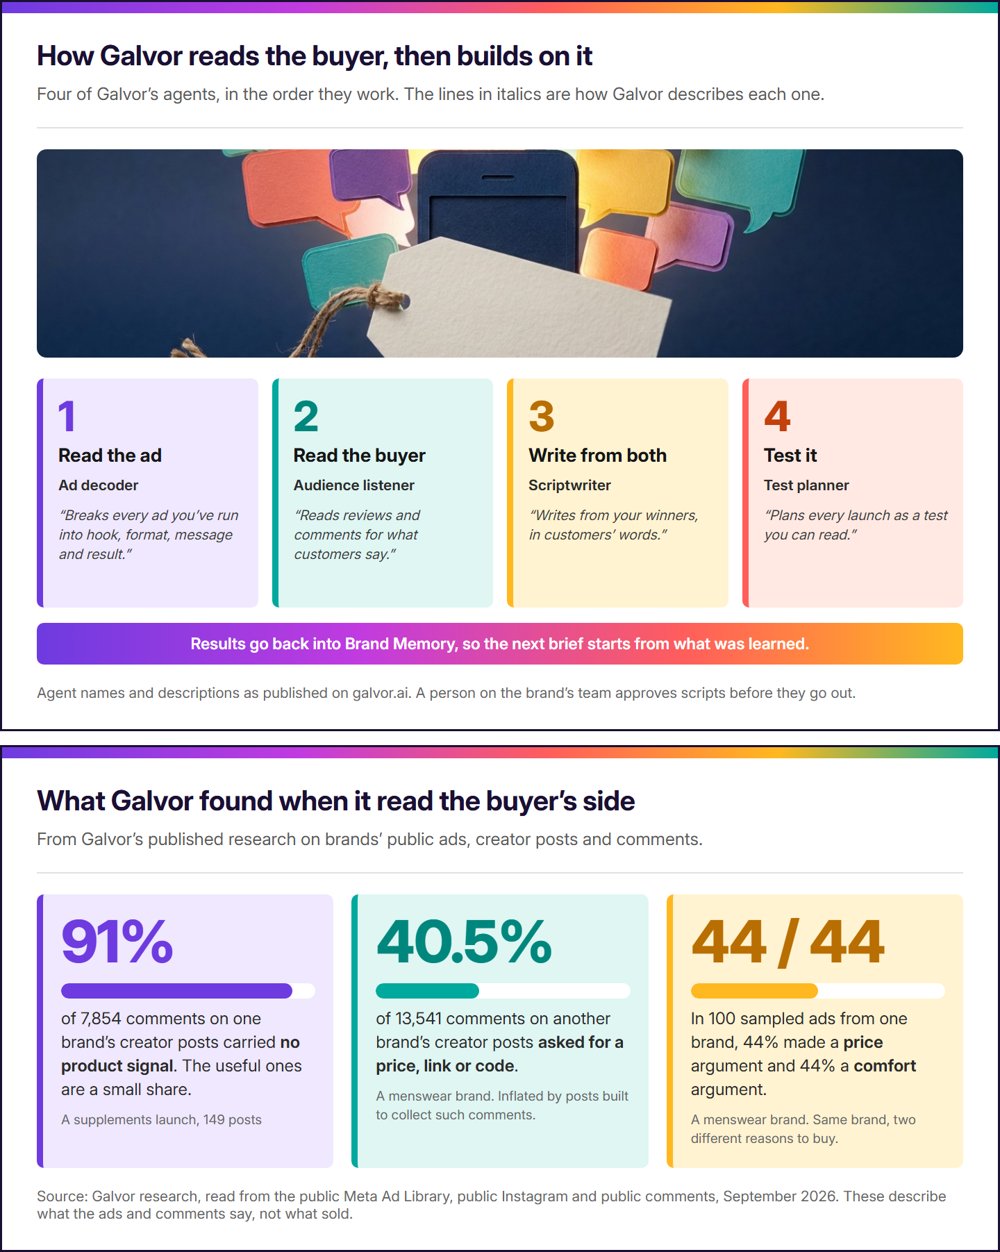 How Galvor reads the buyer, then builds on it
Four of Galvor’s agents, in the order they work. The lines in italics are how Galvor describes each one.
1
Read the ad
Ad decoder
“Breaks every ad you’ve run
into hook, format, message
and result.”
2
Read the buyer
Audience listener
“Reads reviews and
comments for what
customers say.”
3
Write from both
Scriptwriter
“Writes from your winners,
in customers’ words.”
4
Test it
Test planner
“Plans every launch as a test
you can read.”
Results go back into Brand Memory, so the next brief starts from what was learned.
Agent names and descriptions as published on galvor.ai. A person on the brand’s team approves scripts before they go out.
What Galvor found when it read the buyer’s side
From Galvor’s published research on brands’ public ads, creator posts and comments.
91%
of 7,854 comments on one
brand’s creator posts carried no
product signal. The useful ones
are a small share.
A supplements launch, 149 posts
40.5%
of 13,541 comments on another
brand’s creator posts asked for a
price, link or code.
A menswear brand. Inflated by posts built
to collect such comments.
44 / 44
In 100 sampled ads from one
brand, 44% made a price
argument and 44% a comfort
argument.
A menswear brand. Same brand, two
different reasons to buy.
Source: Galvor research, read from the public Meta Ad Library, public Instagram and public comments, September 2026. These describe
what the ads and comments say, not what sold.